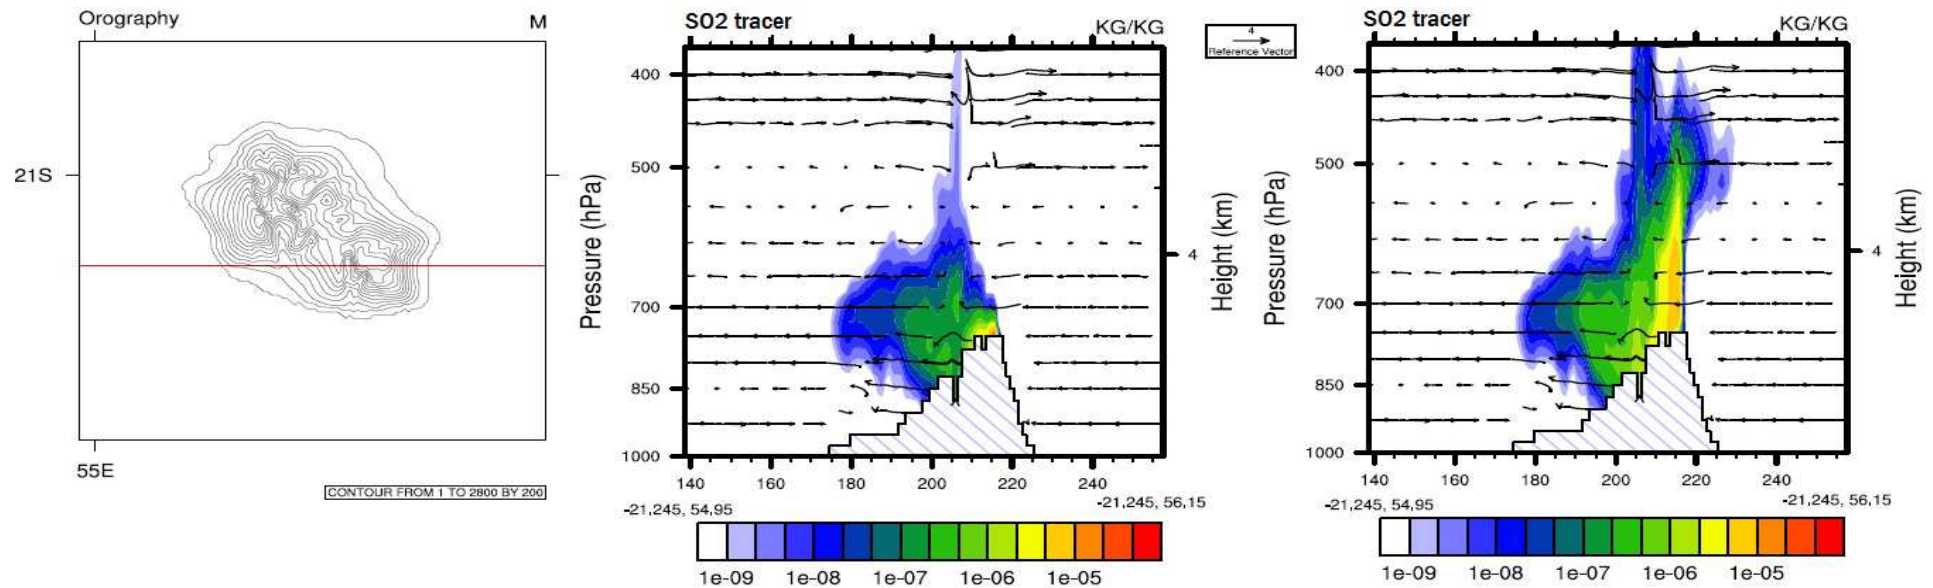 Orography
M
21S
55E
CONTOUR FROM 1 TO 2800 BY 200
SO2 tracer
KG/KG
Pressure (hPa)
400
500
700
850
1000
Height (km)
4
140 160 180 200 220 240
-21,245, 54,95
-21,245, 56,15
1e-09 1e-08 1e-07 1e-06 1e-05
4
Reference Vector
SO2 tracer
KG/KG
Pressure (hPa)
400
500
700
850
1000
Height (km)
4
140 160 180 200 220 240
-21,245, 54,95
-21,245, 56,15
1e-09 1e-08 1e-07 1e-06 1e-05